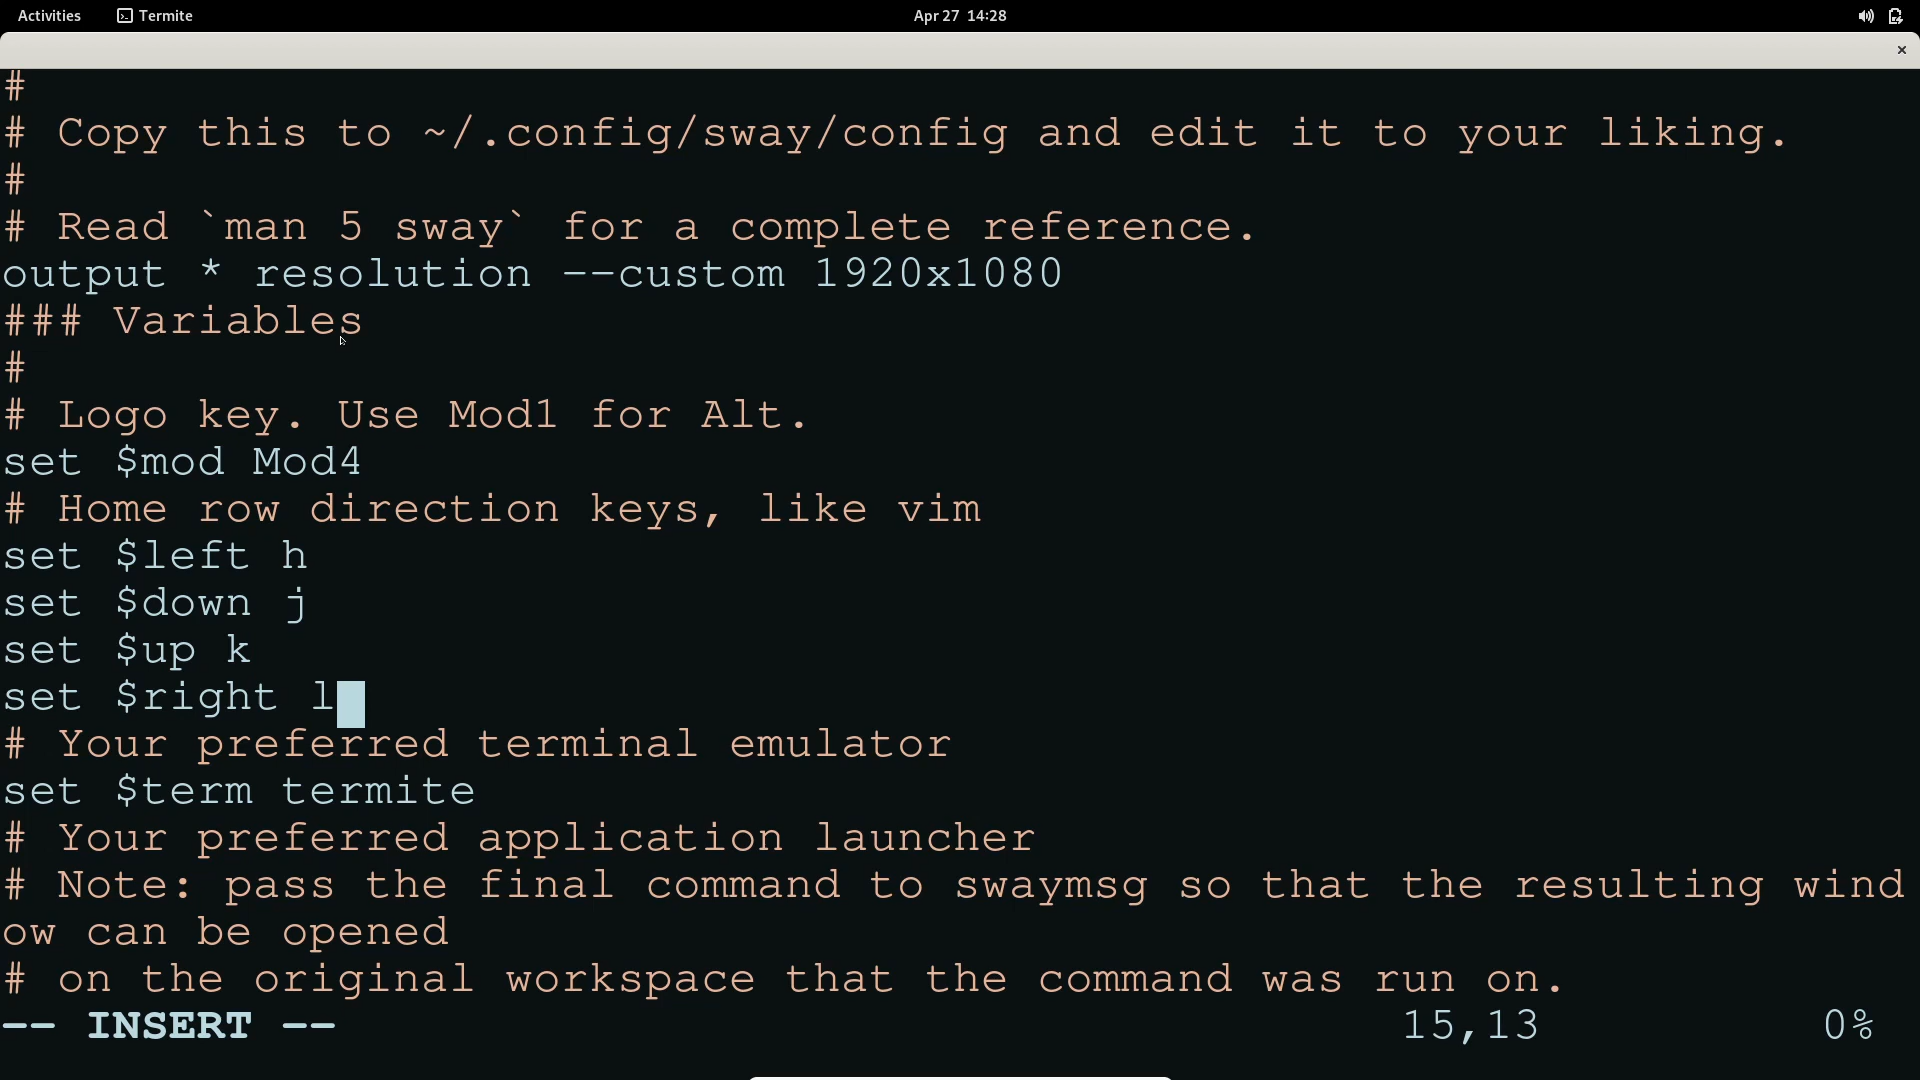 Activities Termite Apr 27 14:28
×
#
# Copy this to ~/.config/sway/config and edit it to your liking.
#
# Read `man 5 sway` for a complete reference.
output * resolution --custom 1920x1080
### Variables
#
# Logo key. Use Mod1 for Alt.
set $mod Mod4
# Home row direction keys, like vim
set $left h
set $down j
set $up k
set $right l
# Your preferred terminal emulator
set $term termite
# Your preferred application launcher
# Note: pass the final command to swaymsg so that the resulting wind
ow can be opened
# on the original workspace that the command was run on.
-- INSERT -- 15,13 0%